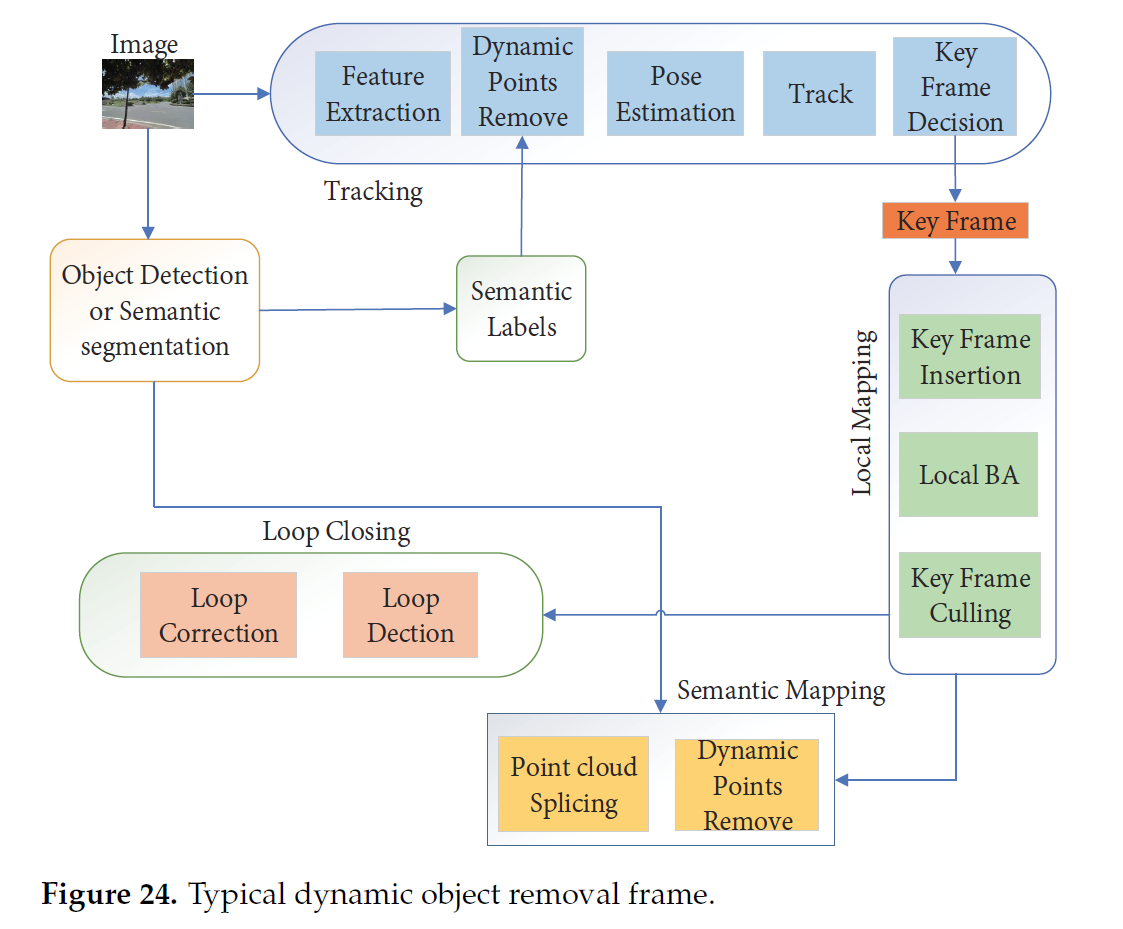 Image
Feature
Extraction
Dynamic
Points
Remove
Pose
Estimation
Track
Key
Frame
Decision
Tracking
Key Frame
Object Detection
or Semantic
segmentation
Semantic
Labels
Local Mapping
Key Frame
Insertion
Local BA
Key Frame
Culling
Loop Closing
Loop
Correction
Loop
Dection
Semantic Mapping
Point cloud
Splicing
Dynamic
Points
Remove
Figure 24. Typical dynamic object removal frame.